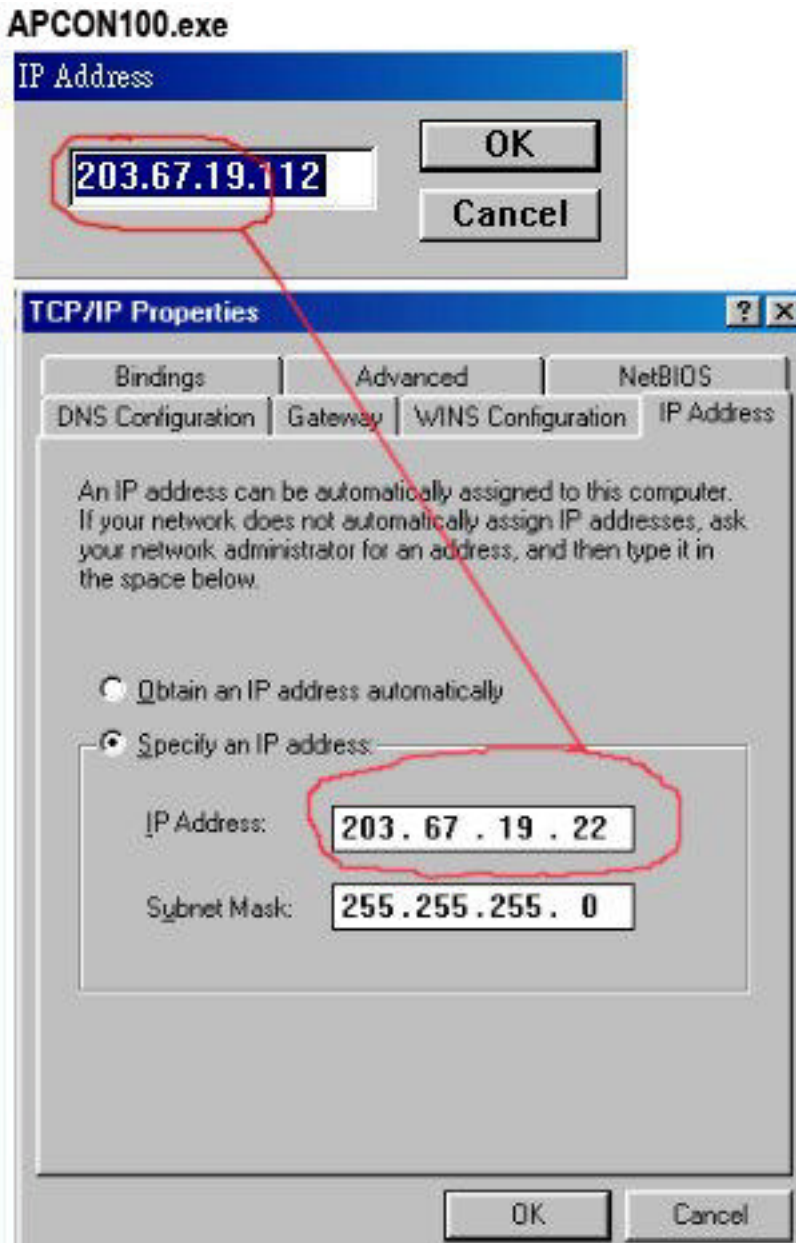 APCON100.exe
IP Address
203.67.19.112
OK
Cancel
TCP/IP Properties
? X
Bindings Advanced NetBIOS
DNS Configuration Gateway WINS Configuration IP Address
An IP address can be automatically assigned to this computer.
If your network does not automatically assign IP addresses, ask
your network administrator for an address, and then type it in
the space below.
Obtain an IP address automatically
Specify an IP address:
IP Address: 203 . 67 . 19 . 22
Subnet Mask: 255 . 255 . 255 . 0
OK Cancel